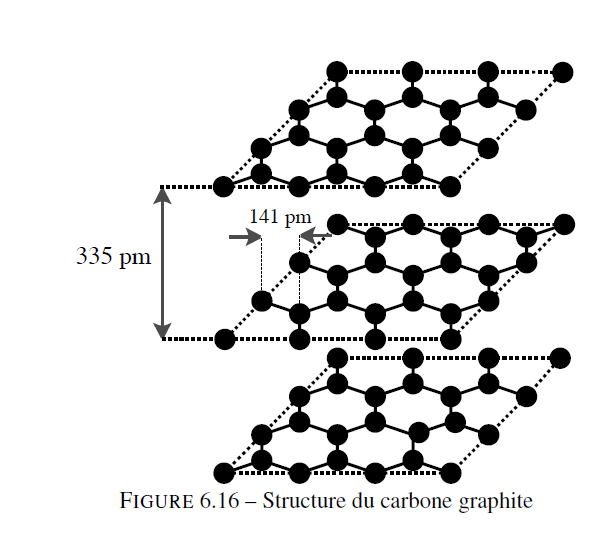 141 pm
335 pm
FIGURE 6.16 – Structure du carbone graphite